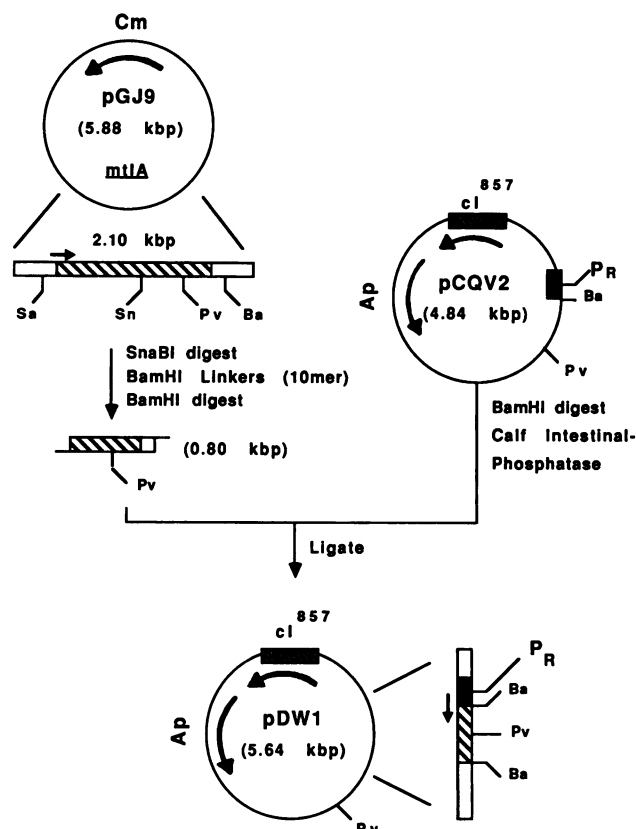 Cm
pGJ9
(5.88 kbp)
mtlA
2.10 kbp
Sa Sn Pv Ba
SnaBI digest
BamHI Linkers (10mer)
BamHI digest
(0.80 kbp)
Pv
857
cI
Ap
pCQV2
(4.84 kbp)
PR
Ba
Pv
BamHI digest
Calf Intestinal-
Phosphatase
Ligate
857
cI
Ap
pDW1
(5.64 kbp)
Pv
PR
Ba
Pv
Ba